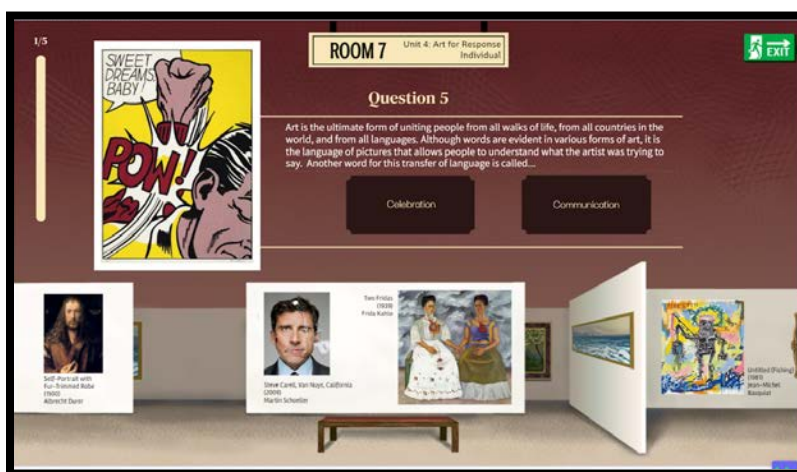 1/5
SWEET
DREAMS,
BABY!
POW!
ROOM 7
Unit 4: Art for Response
Individual
EXIT
Question 5
Art is the ultimate form of uniting people from all walks of life, from all countries in the
world, and from all languages. Although words are evident in various forms of art, it is
the language of pictures that allows people to understand what the artist was trying to
say. Another word for this transfer of language is called...
Celebration
Communication
Self-Portrait with
Fur-Trimmed Robe
(1500)
Albrecht Durer
Two Fridas
(1939)
Frida Kahlo
Steve Carell, Van Nuys, California
Martin Schoeller
Untitled (Fishing)
(1981)
Jean-Michel
Basquiat